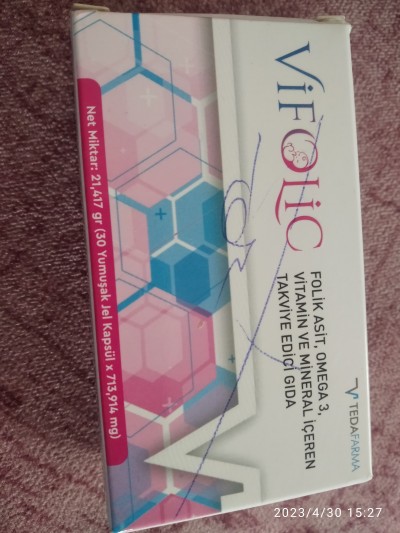 ViFOLiC
FOLİK ASİT, OMEGA 3,
VİTAMİN VE MİNERAL İÇEREN
TAKVİYE EDİCİ GIDA
TEDAFARMA
Net Miktar: 21,417 gr (30 Yumuşak Jel Kapsül x 713,914 mg)
2023/4/30 15:27